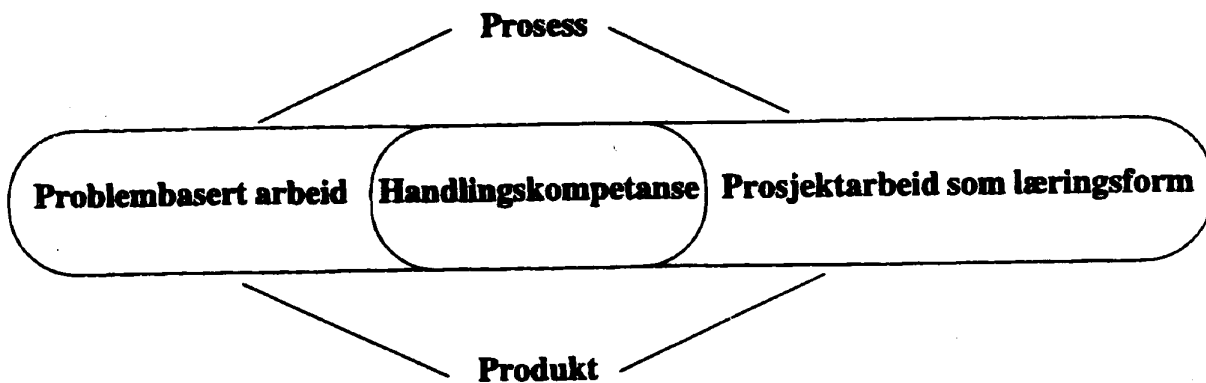 Prosess
Problembasert arbeid Handlingskompetanse Prosjektarbeid som læringsform
Produkt